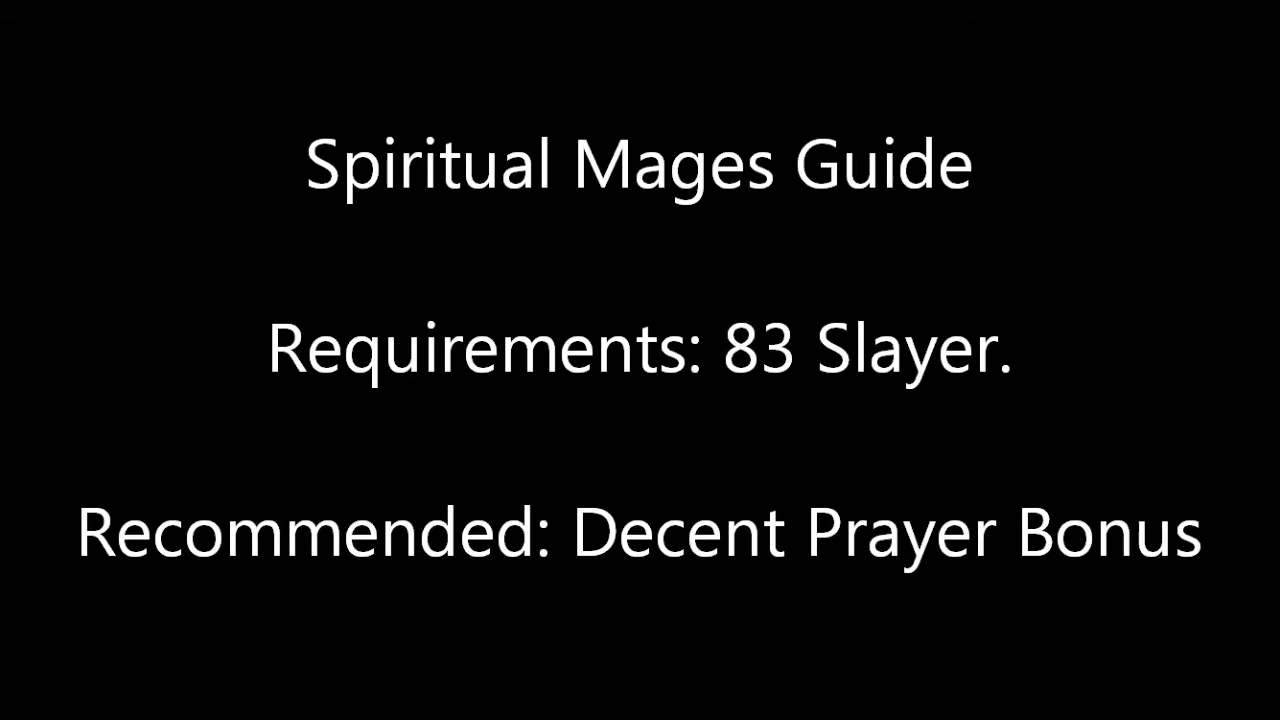 Spiritual Mages Guide
Requirements: 83 Slayer.
Recommended: Decent Prayer Bonus